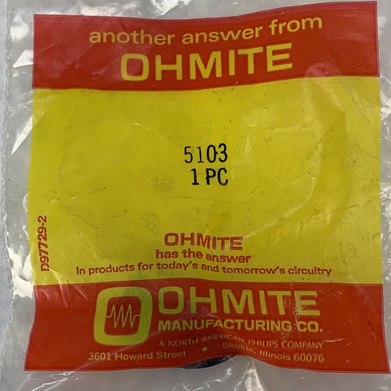 another answer from
OHMITE
5103
1 PC
D97729-2
OHMITE
has the answer
In products for today's and tomorrow's circuitry
OHMITE
MANUFACTURING CO.
A NORTH AMERICAN PHILIPS COMPANY
3601 Howard Street • Skokie, Illinois 60076